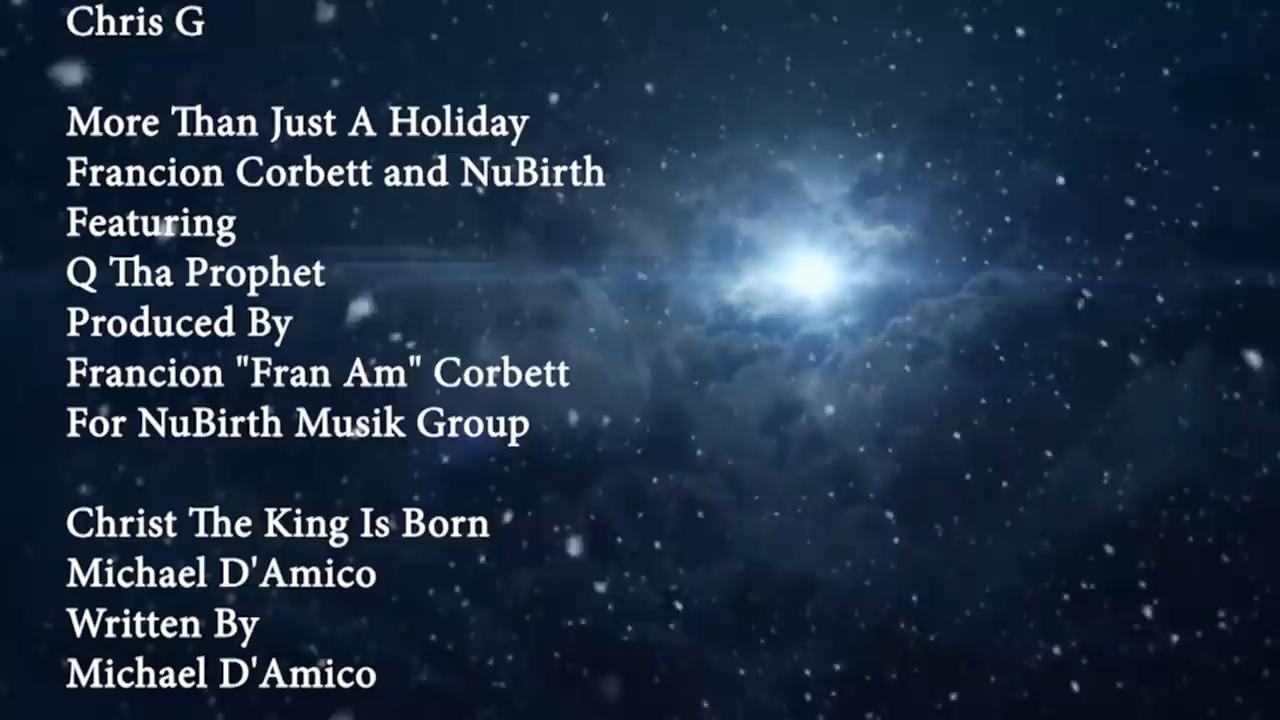 Chris G
More Than Just A Holiday
Francion Corbett and NuBirth
Featuring
Q Tha Prophet
Produced By
Francion "Fran Am" Corbett
For NuBirth Musik Group
Christ The King Is Born
Michael D'Amico
Written By
Michael D'Amico